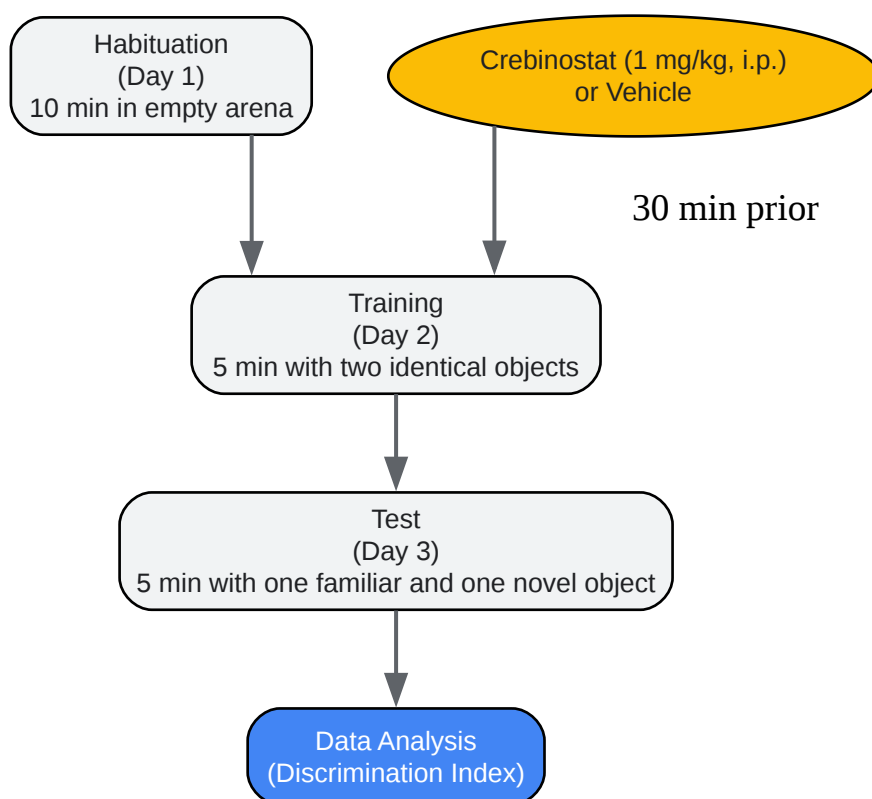 Habituation
(Day 1)
10 min in empty arena
Crebinostat (1 mg/kg, i.p.)
or Vehicle
30 min prior
Training
(Day 2)
5 min with two identical objects
Test
(Day 3)
5 min with one familiar and one novel object
Data Analysis
(Discrimination Index)